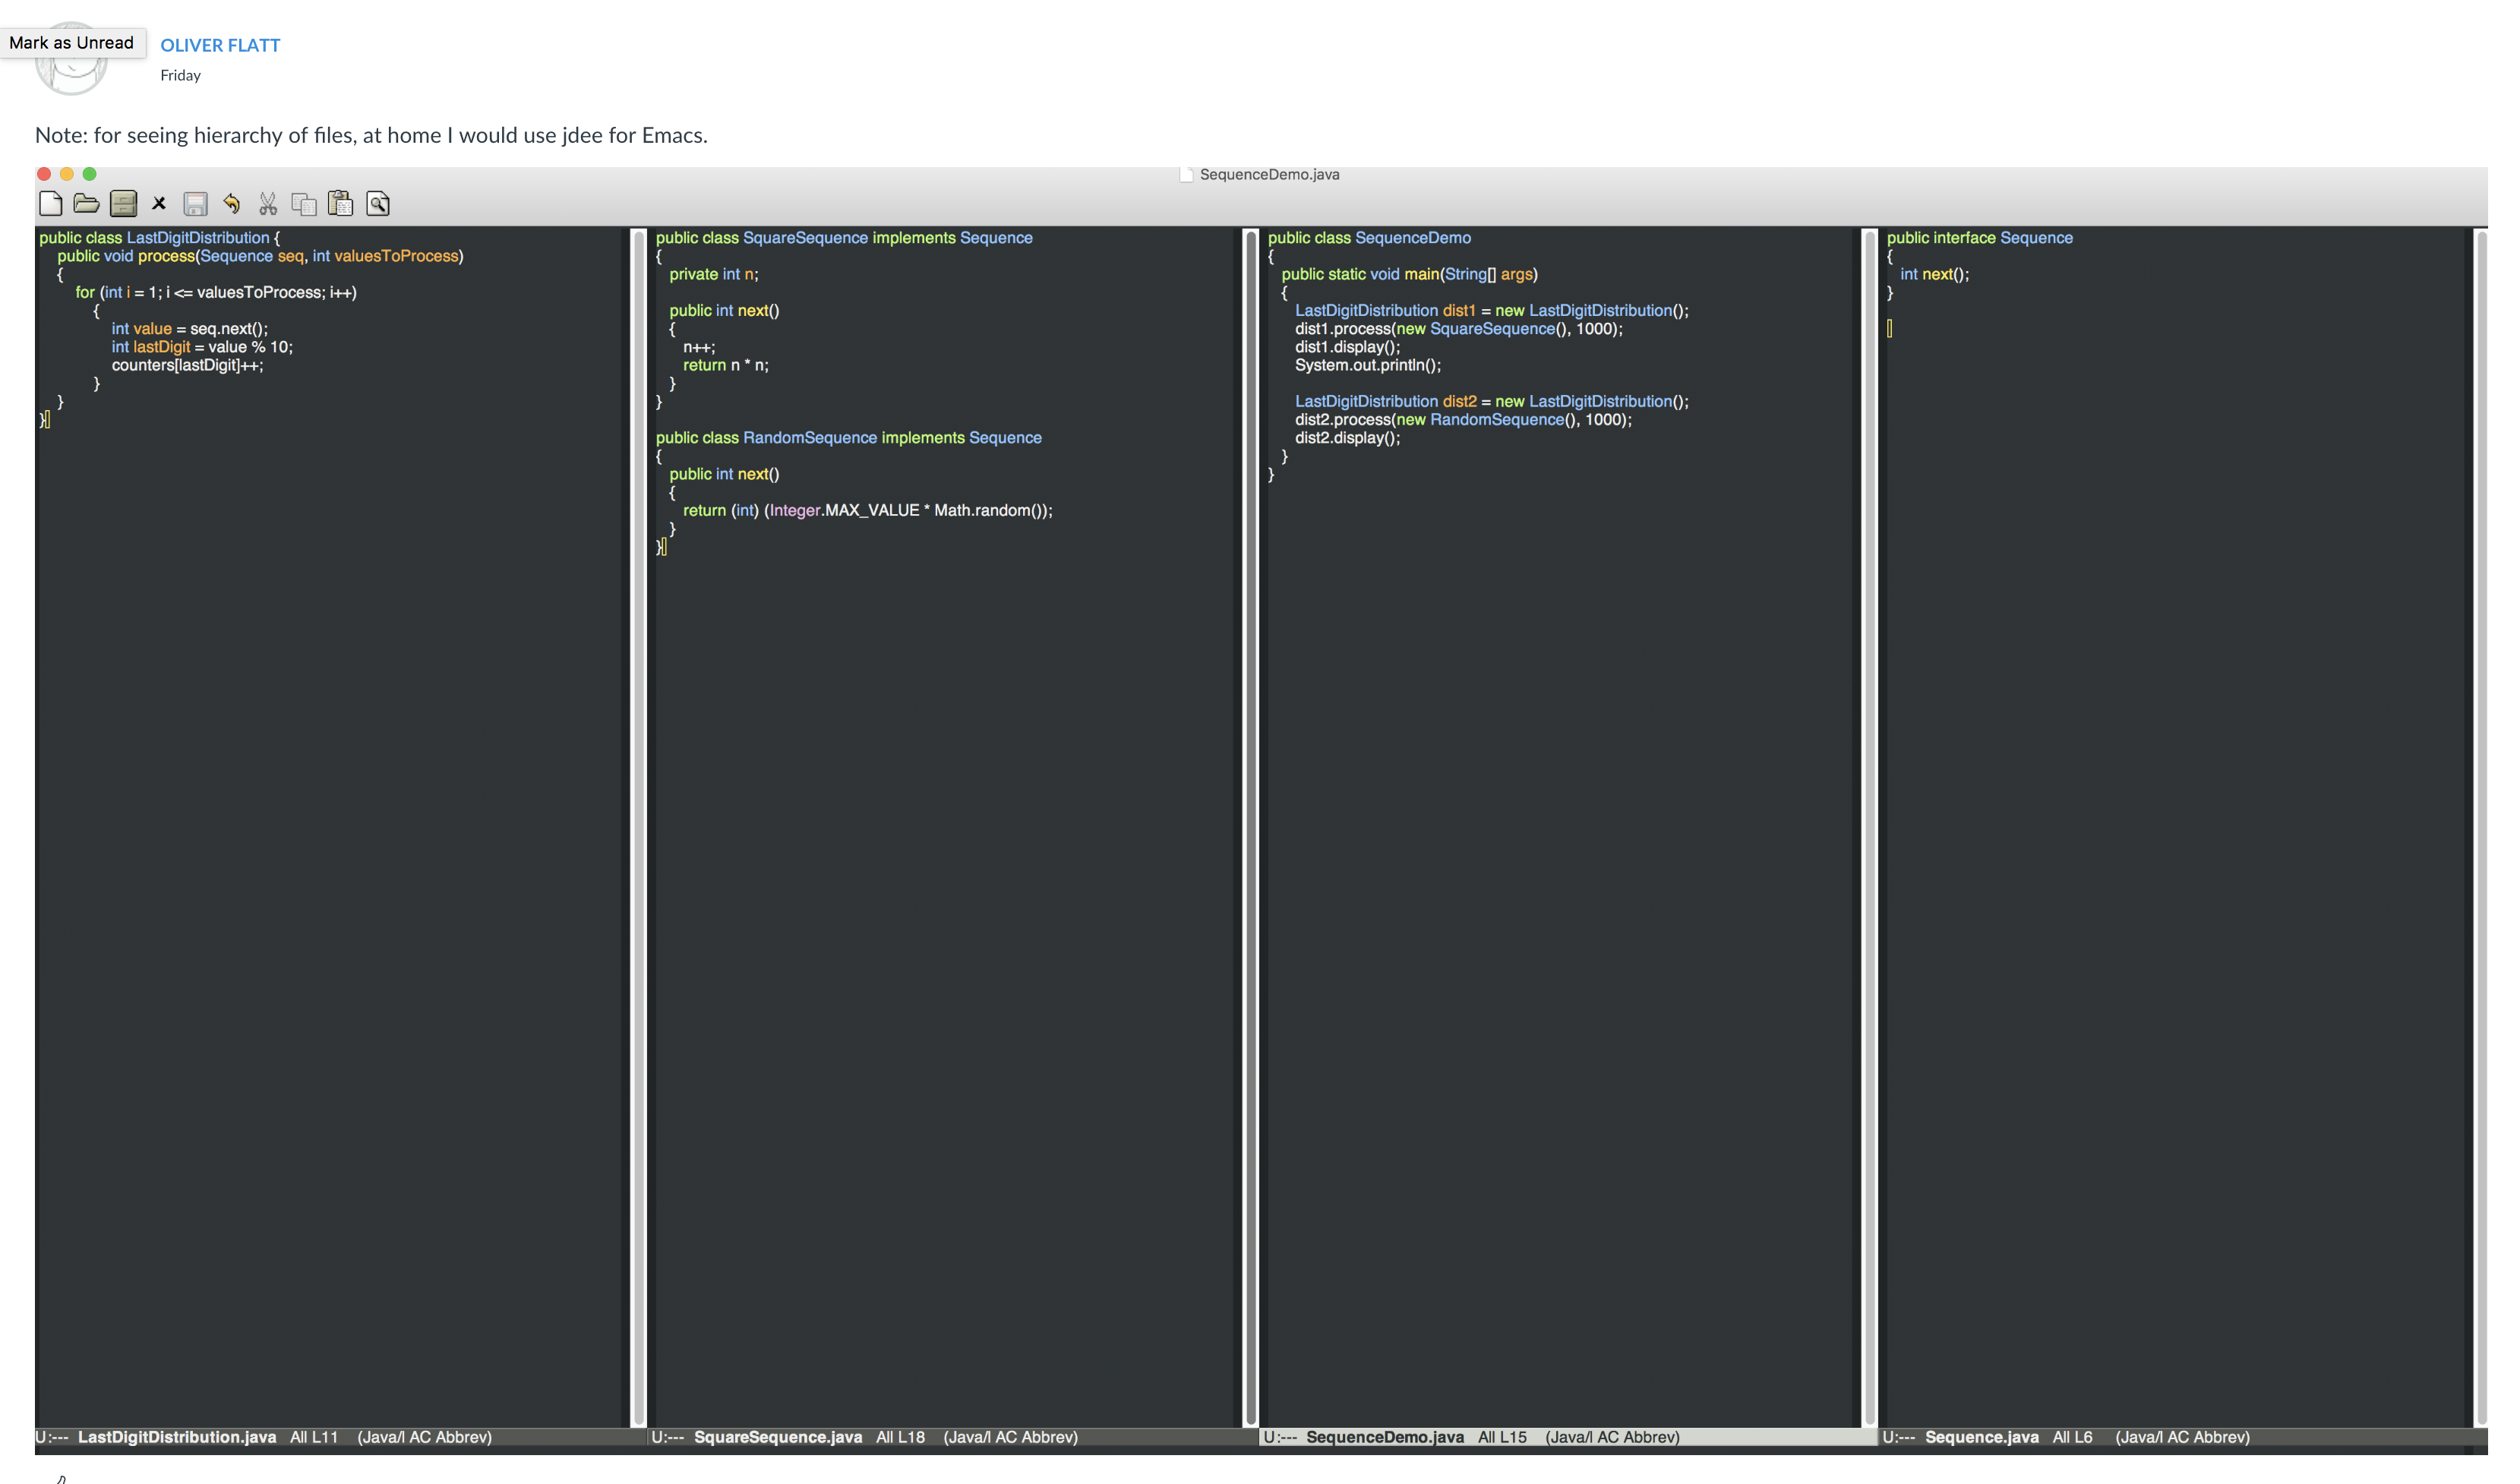 Mark as Unread
OLIVER FLATT
Friday
Note: for seeing hierarchy of files, at home I would use jdee for Emacs.
SequenceDemo.java
public class LastDigitDistribution {
public void process(Sequence seq, int valuesToProcess)
{
for (int i = 1; i <= valuesToProcess; i++)
{
int value = seq.next();
int lastDigit = value % 10;
counters[lastDigit]++;
}
}
}
public class SquareSequence implements Sequence
{
private int n;
public int next()
{
n++;
return n * n;
}
}
public class RandomSequence implements Sequence
{
public int next()
{
return (int) (Integer.MAX_VALUE * Math.random());
}
}
public class SequenceDemo
{
public static void main(String[] args)
{
LastDigitDistribution dist1 = new LastDigitDistribution();
dist1.process(new SquareSequence(), 1000);
dist1.display();
System.out.println();
LastDigitDistribution dist2 = new LastDigitDistribution();
dist2.process(new RandomSequence(), 1000);
dist2.display();
}
}
public interface Sequence
{
int next();
}
U:--- LastDigitDistribution.java All L11 (Java/l AC Abbrev)
U:--- SquareSequence.java All L18 (Java/l AC Abbrev)
U:--- SequenceDemo.java All L15 (Java/l AC Abbrev)
U:--- Sequence.java All L6 (Java/l AC Abbrev)